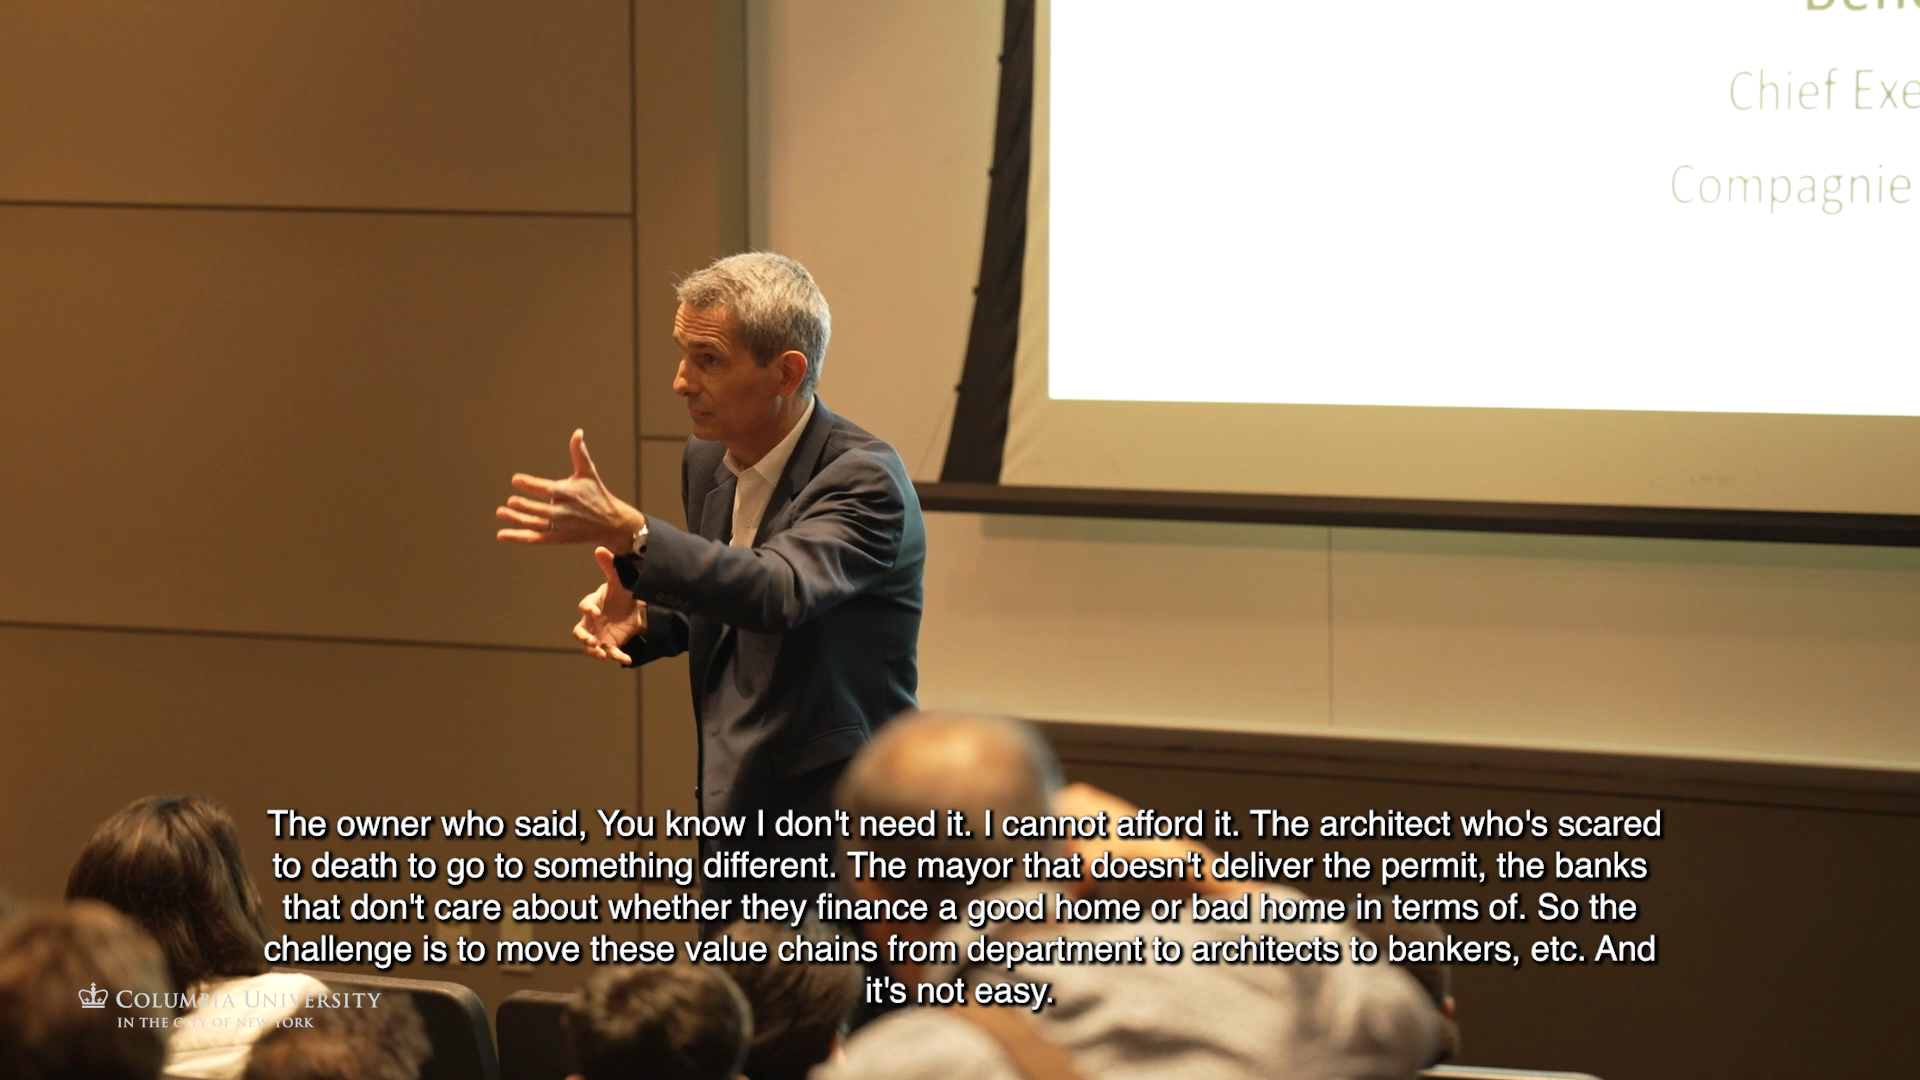 Chief Exe
Compagnie
The owner who said, You know I don't need it. I cannot afford it. The architect who's scared
to death to go to something different. The mayor that doesn't deliver the permit, the banks
that don't care about whether they finance a good home or bad home in terms of. So the
challenge is to move these value chains from department to architects to bankers, etc. And
it's not easy.
COLUMBIA UNIVERSITY
IN THE CITY OF NEW YORK